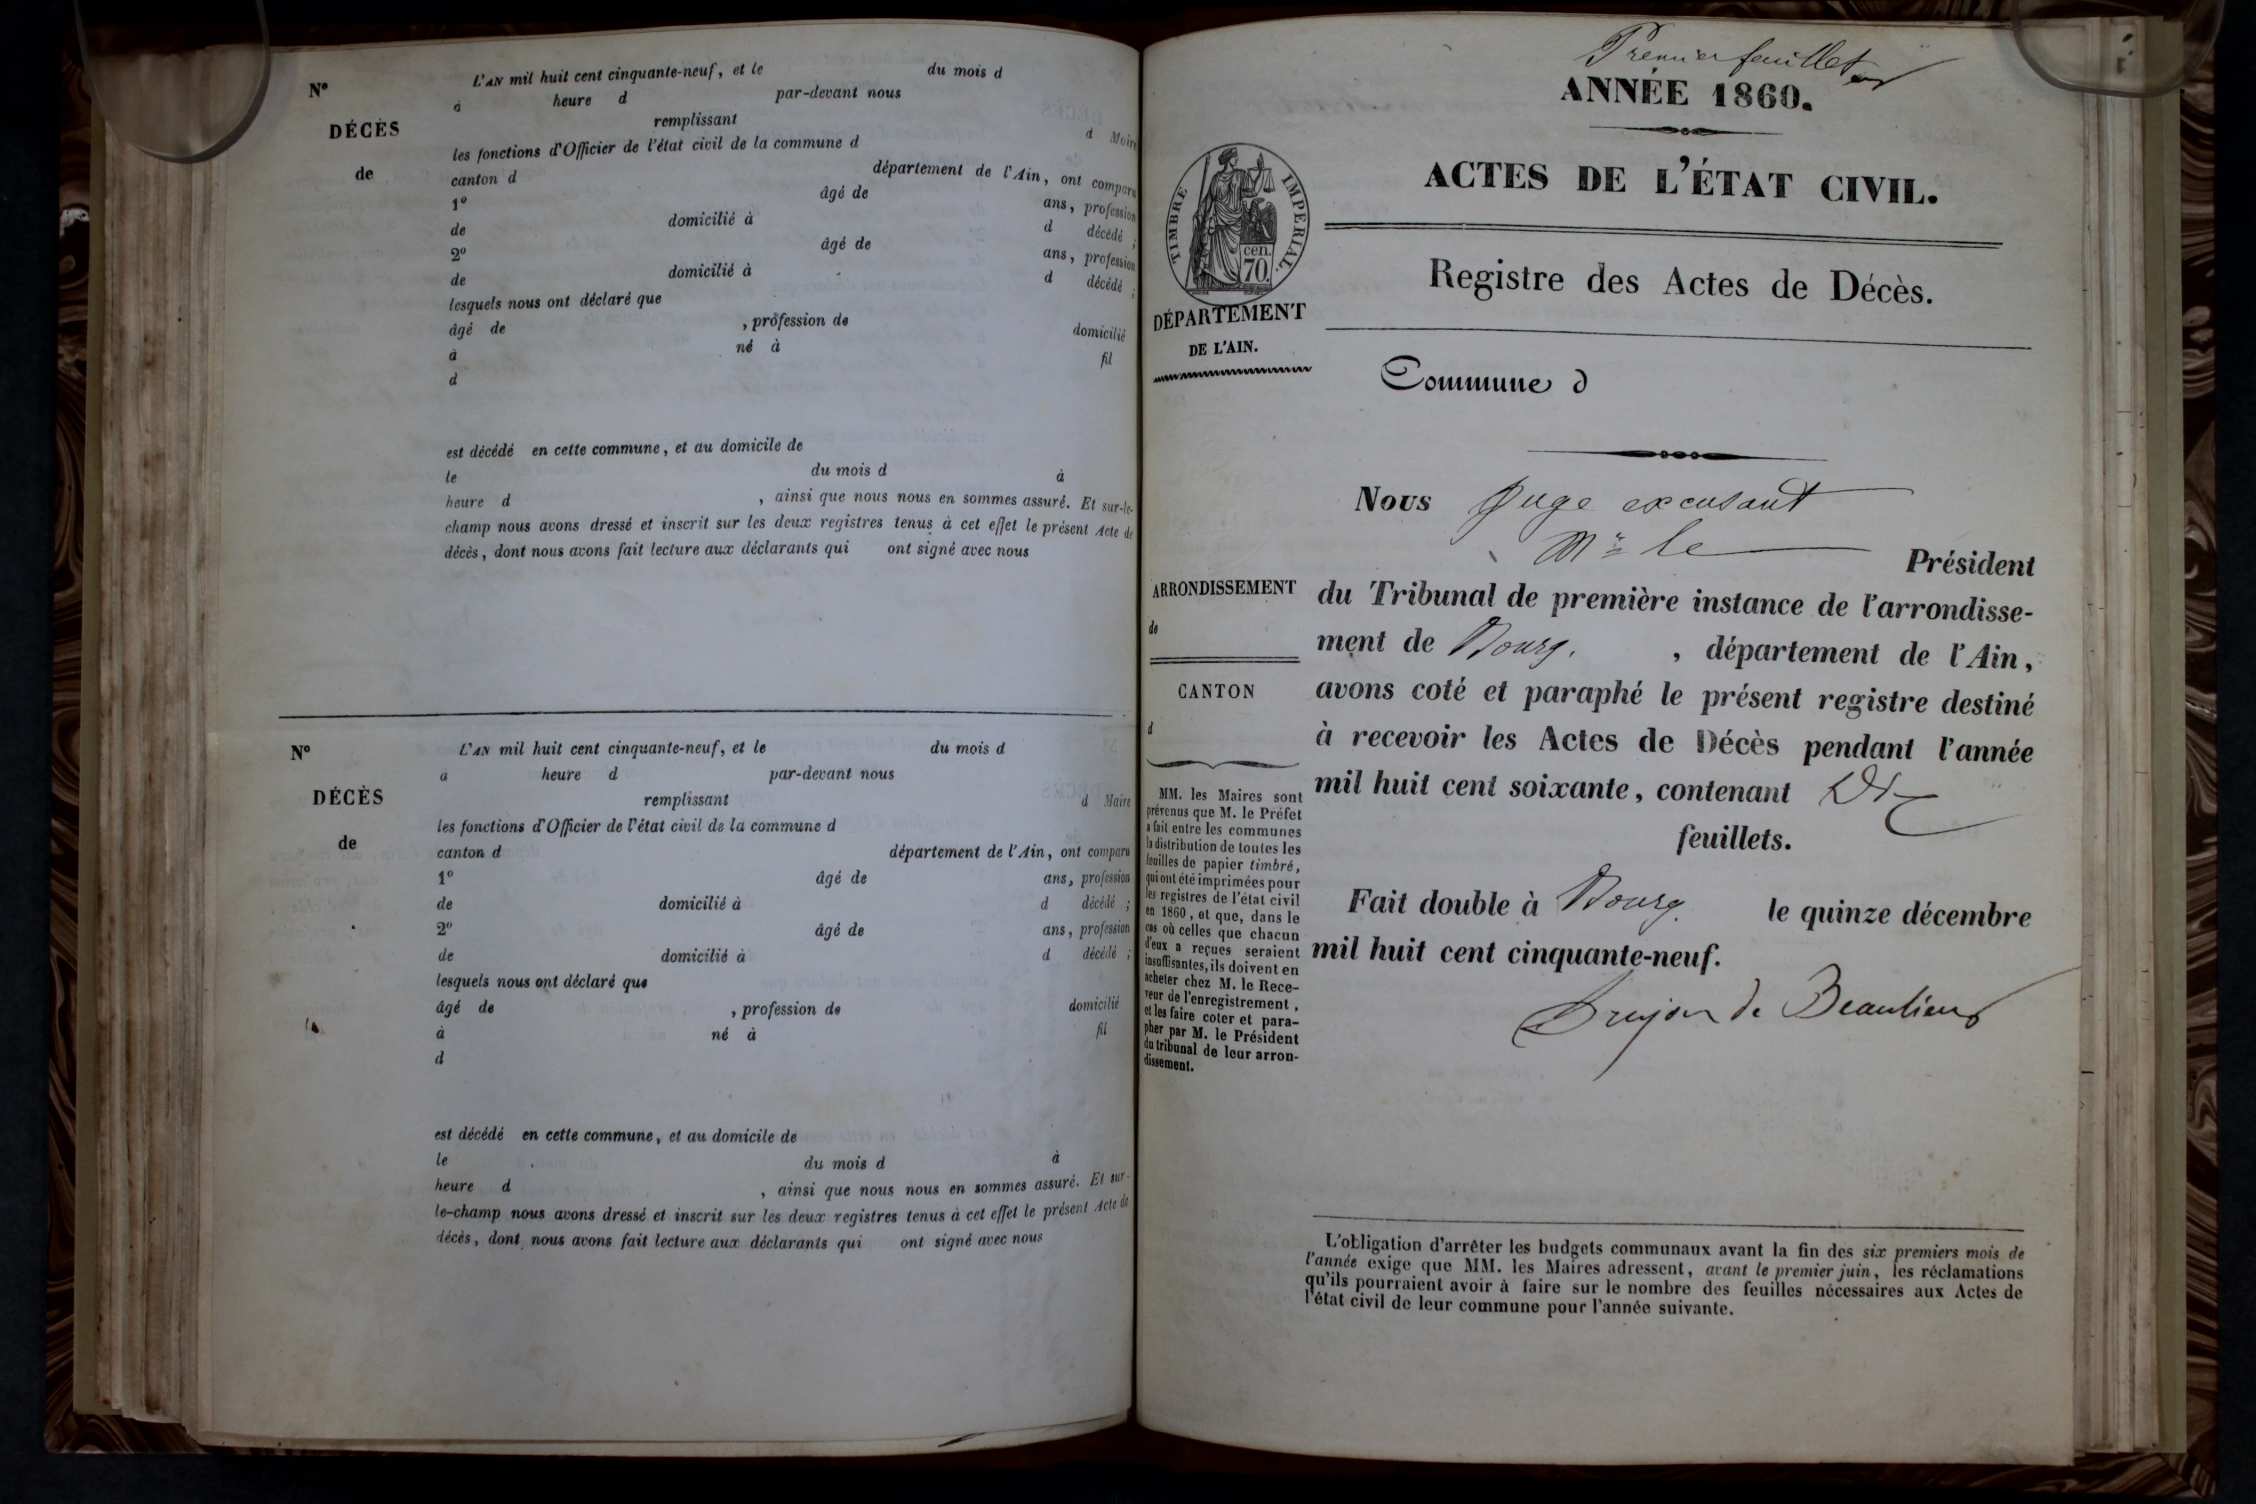 Nº
DÉCÈS
de
L'AN mil huit cent cinquante-neuf, et le du mois d
à heure d par-devant nous
remplissant d Maire
les fonctions d'Officier de l'état civil de la commune d
canton d département de l'Ain, ont comparu
1º âgé de ans, profession
de domicilié à d décédé ;
2º âgé de ans, profession
de domicilié à d décédé ;
lesquels nous ont déclaré que
âgé de , profession de domicilié
à né à fil
d
est décédé en cette commune, et au domicile de
le du mois d à
heure d , ainsi que nous nous en sommes assuré. Et sur-le-
champ nous avons dressé et inscrit sur les deux registres tenus à cet effet le présent Acte de
décès, dont nous avons fait lecture aux déclarants qui ont signé avec nous
Nº
DÉCÈS
de
L'AN mil huit cent cinquante-neuf, et le du mois d
a heure d par-devant nous
remplissant d Maire
les fonctions d'Officier de l'état civil de la commune d
canton d département de l'Ain, ont comparu
1º âgé de ans, profession
de domicilié à d décédé ;
2º âgé de ans, profession
de domicilié à d décédé ;
lesquels nous ont déclaré que
âgé de , profession de domicilié
à né à fil
d
est décédé en cette commune, et au domicile de
le du mois d à
heure d , ainsi que nous nous en sommes assuré. Et sur-
le-champ nous avons dressé et inscrit sur les deux registres tenus à cet effet le présent Acte de
décès, dont nous avons fait lecture aux déclarants qui ont signé avec nous
Premier feuillet
ANNÉE 1860.
ACTES DE L'ÉTAT CIVIL.
TIMBRE IMPERIAL.
cen.
70.
Registre des Actes de Décès.
DÉPARTEMENT
DE L'AIN.
Commune d
Nous Juge excusant
Mr le Président
du Tribunal de première instance de l'arrondisse-
ment de Bourg. , département de l'Ain,
avons coté et paraphé le présent registre destiné
à recevoir les Actes de Décès pendant l'année
mil huit cent soixante, contenant Dix
feuillets.
Fait double à Bourg. le quinze décembre
mil huit cent cinquante-neuf.
de Beaulieu
ARRONDISSEMENT
de
CANTON
d
MM. les Maires sont
prévenus que M. le Préfet
a fait entre les communes
la distribution de toutes les
feuilles de papier timbré,
qui ont été imprimées pour
les registres de l'état civil
en 1860, et que, dans le
cas où celles que chacun
d'eux a reçues seraient
insuffisantes, ils doivent en
acheter chez M. le Rece-
veur de l'enregistrement,
et les faire coter et para-
pher par M. le Président
du tribunal de leur arron-
dissement.
L'obligation d'arrêter les budgets communaux avant la fin des six premiers mois de
l'année exige que MM. les Maires adressent, avant le premier juin, les réclamations
qu'ils pourraient avoir à faire sur le nombre des feuilles nécessaires aux Actes de
l'état civil de leur commune pour l'année suivante.